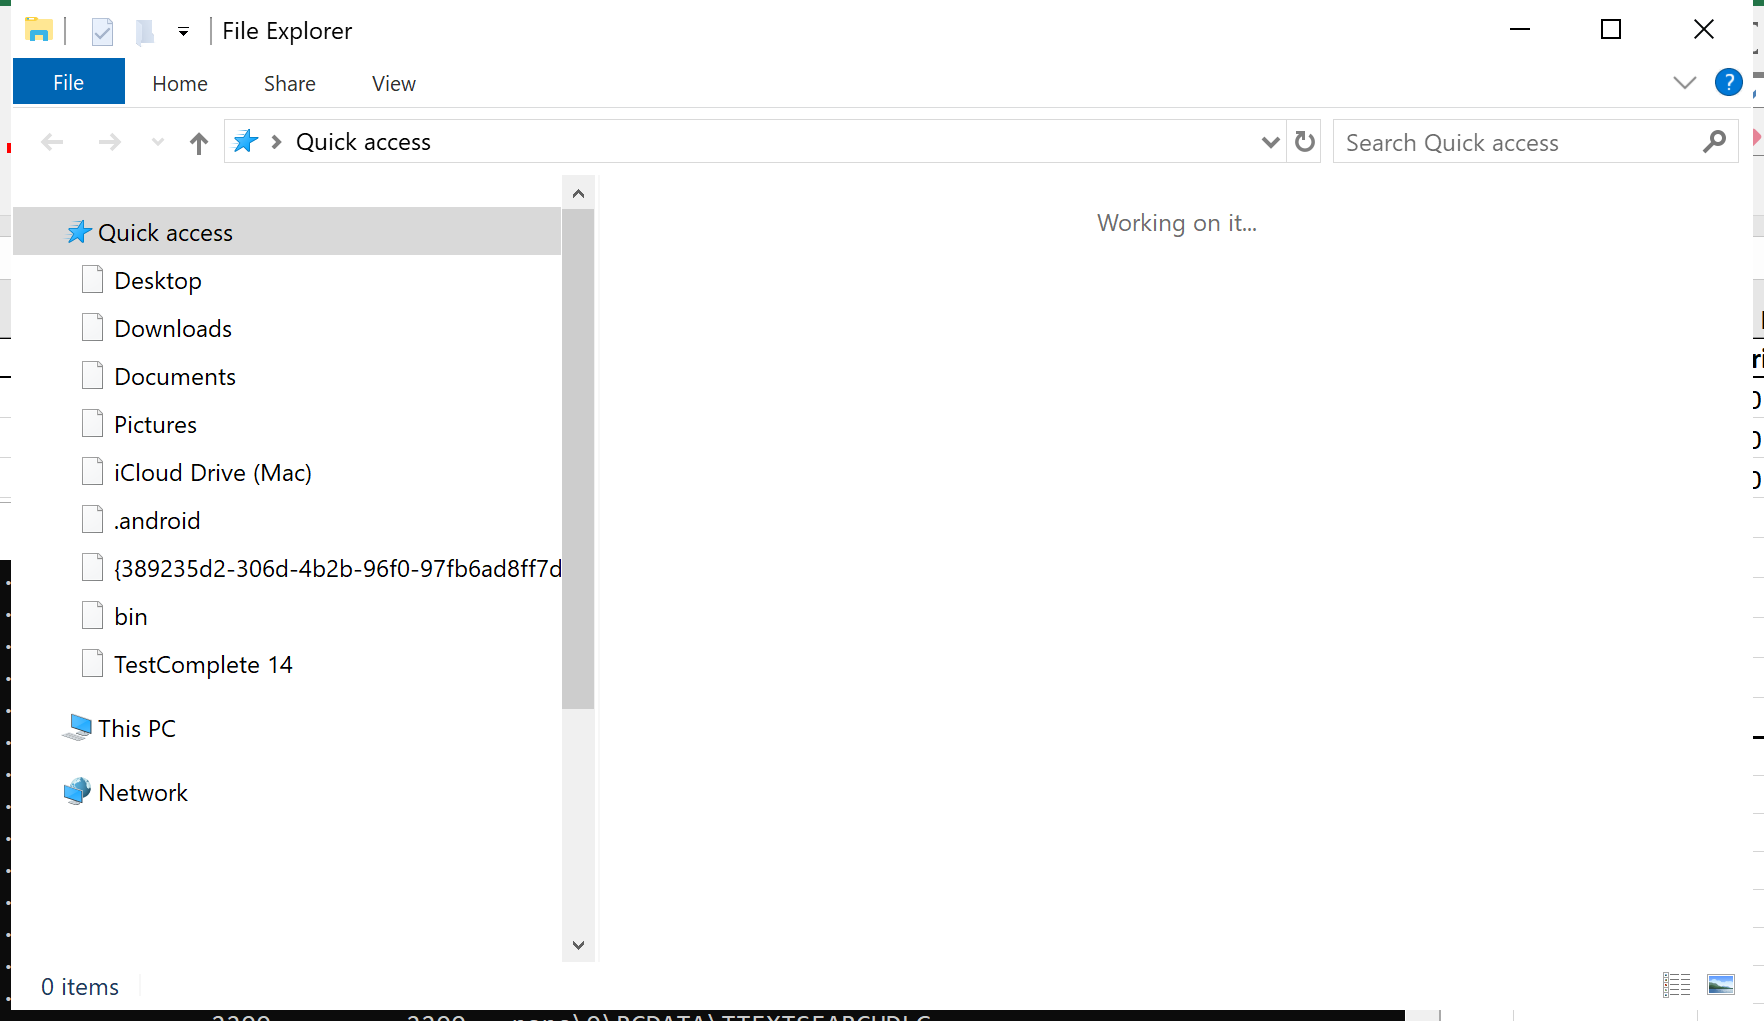 File Explorer
File
Home
Share
View
?
Quick access
Search Quick access
Quick access
Desktop
Downloads
Documents
Pictures
iCloud Drive (Mac)
.android
{389235d2-306d-4b2b-96f0-97fb6ad8ff7d
bin
TestComplete 14
This PC
Network
Working on it...
0 items